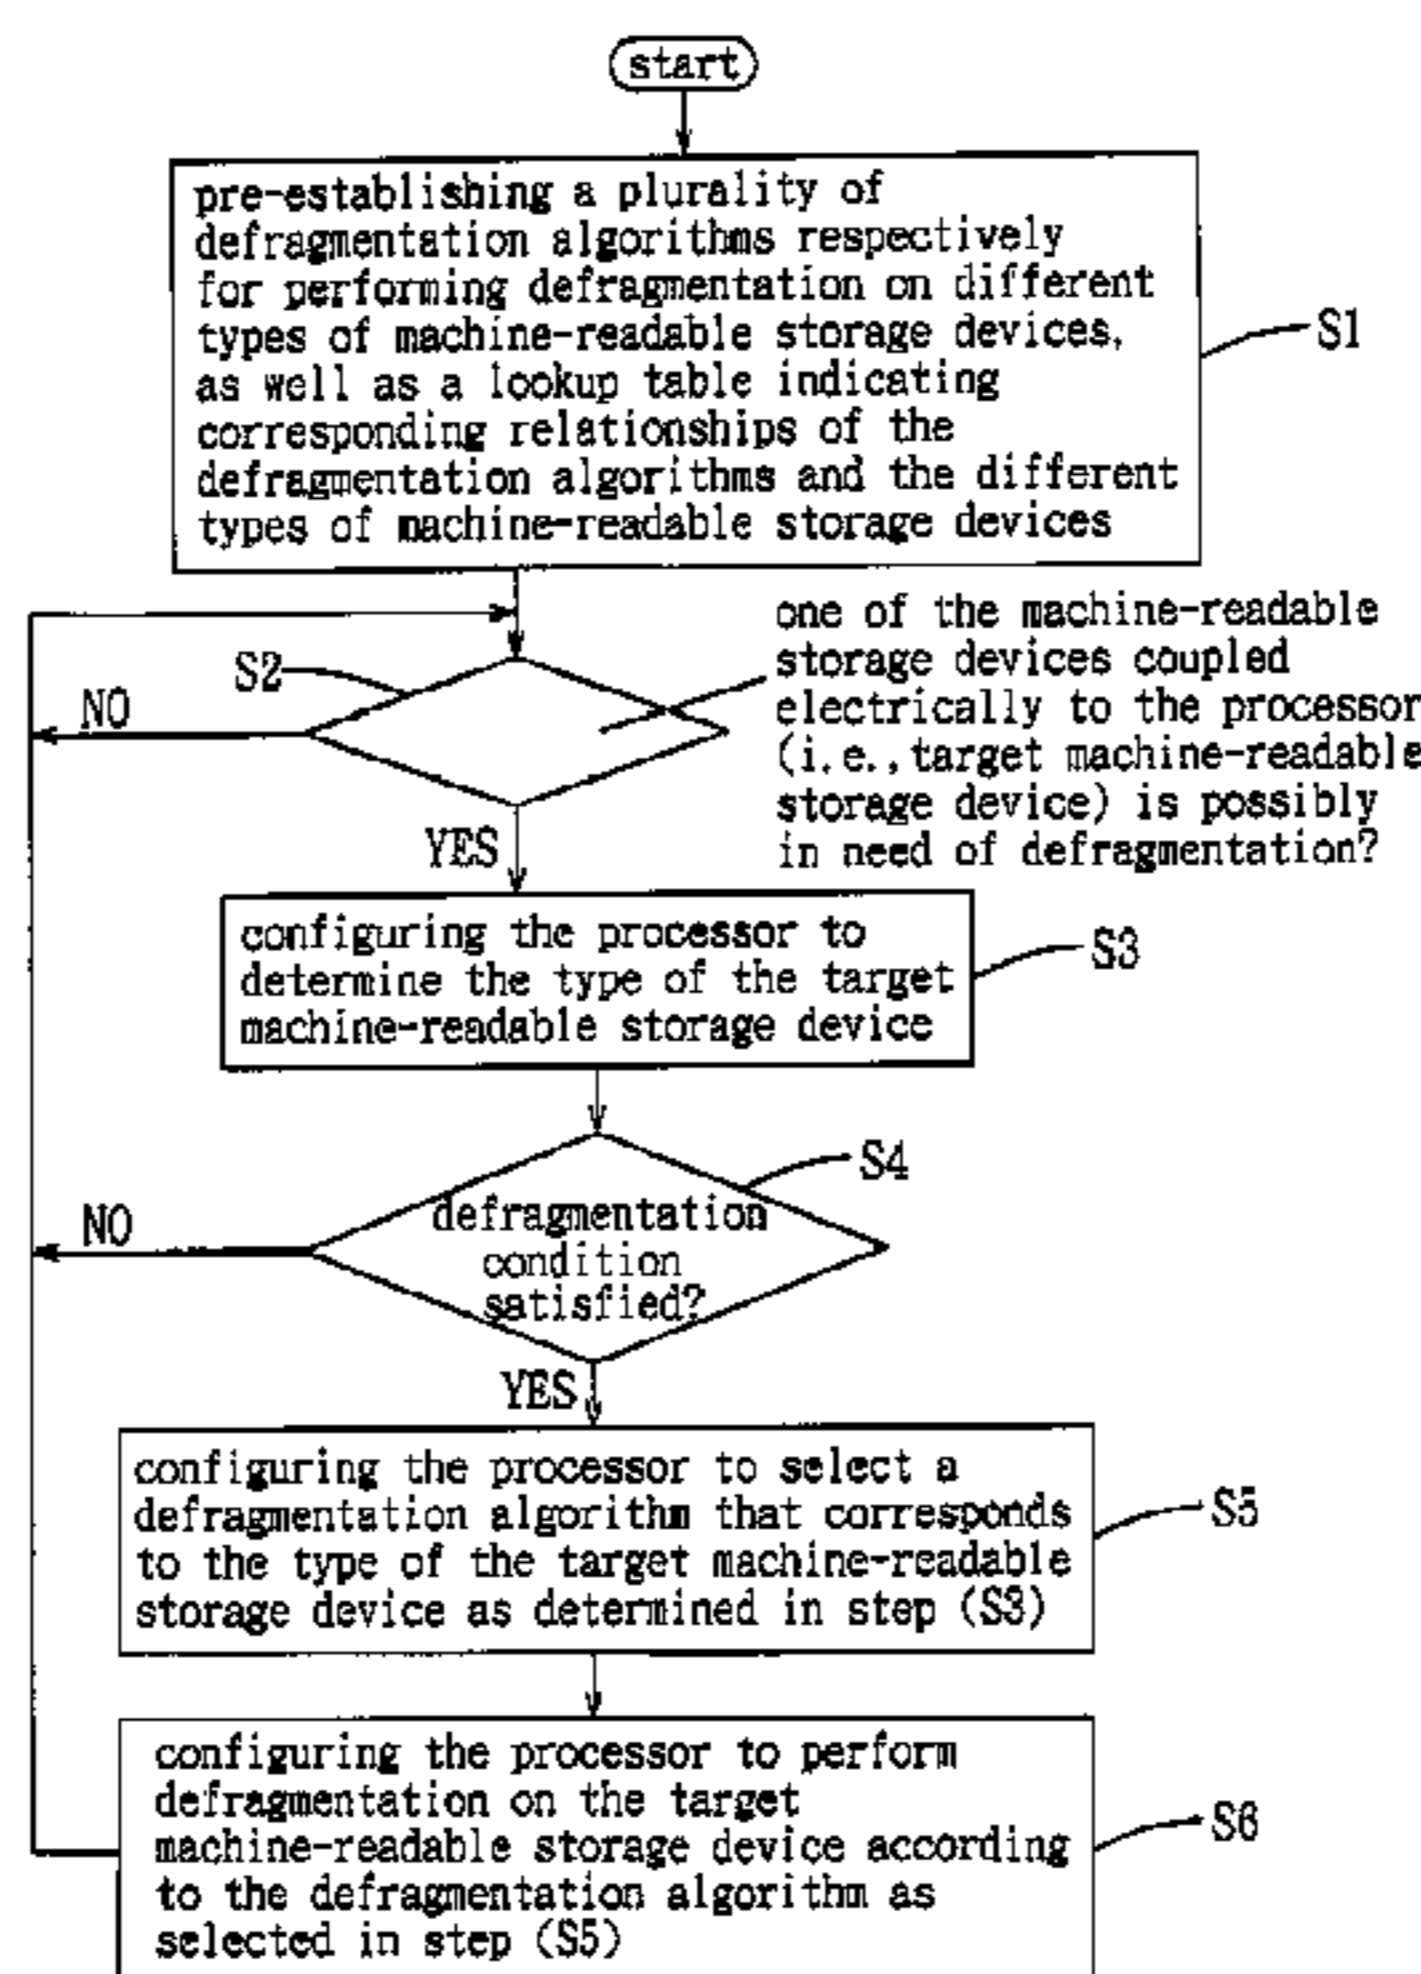 start
pre-establishing a plurality of
defragmentation algorithms respectively
for performing defragmentation on different
types of machine-readable storage devices,
as well as a lookup table indicating
corresponding relationships of the
defragmentation algorithms and the different
types of machine-readable storage devices
S1
one of the machine-readable
storage devices coupled
electrically to the processor
(i.e.,target machine-readable
storage device) is possibly
in need of defragmentation?
S2
NO
YES
configuring the processor to
determine the type of the target
machine-readable storage device
S3
S4
defragmentation
condition
satisfied?
NO
YES
configuring the processor to select a
defragmentation algorithm that corresponds
to the type of the target machine-readable
storage device as determined in step (S3)
S5
configuring the processor to perform
defragmentation on the target
machine-readable storage device according
to the defragmentation algorithm as
selected in step (S5)
S6